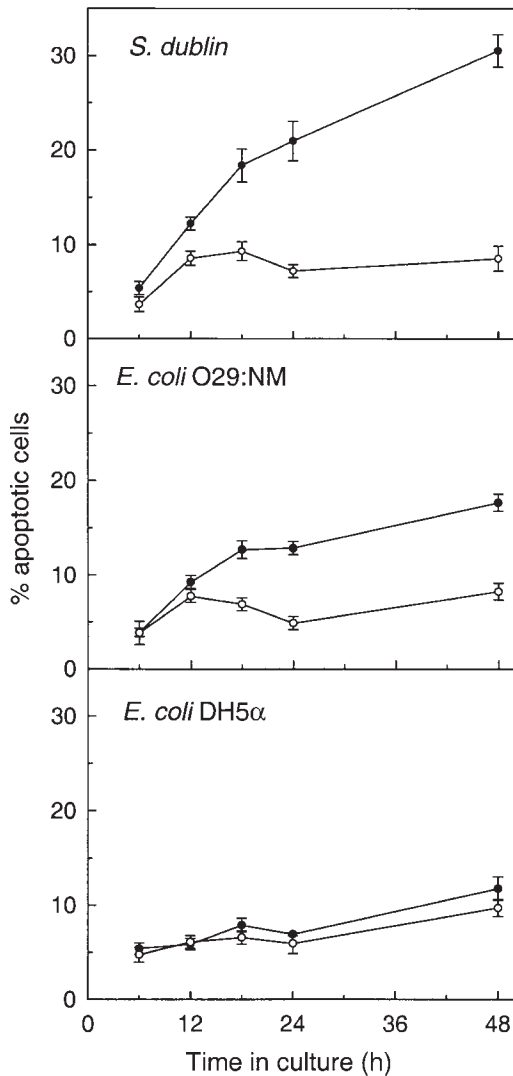 S. dublin
30
20
10
0
E. coli O29:NM
30
20
10
0
% apoptotic cells
E. coli DH5α
30
20
10
0
0 12 24 36 48
Time in culture (h)